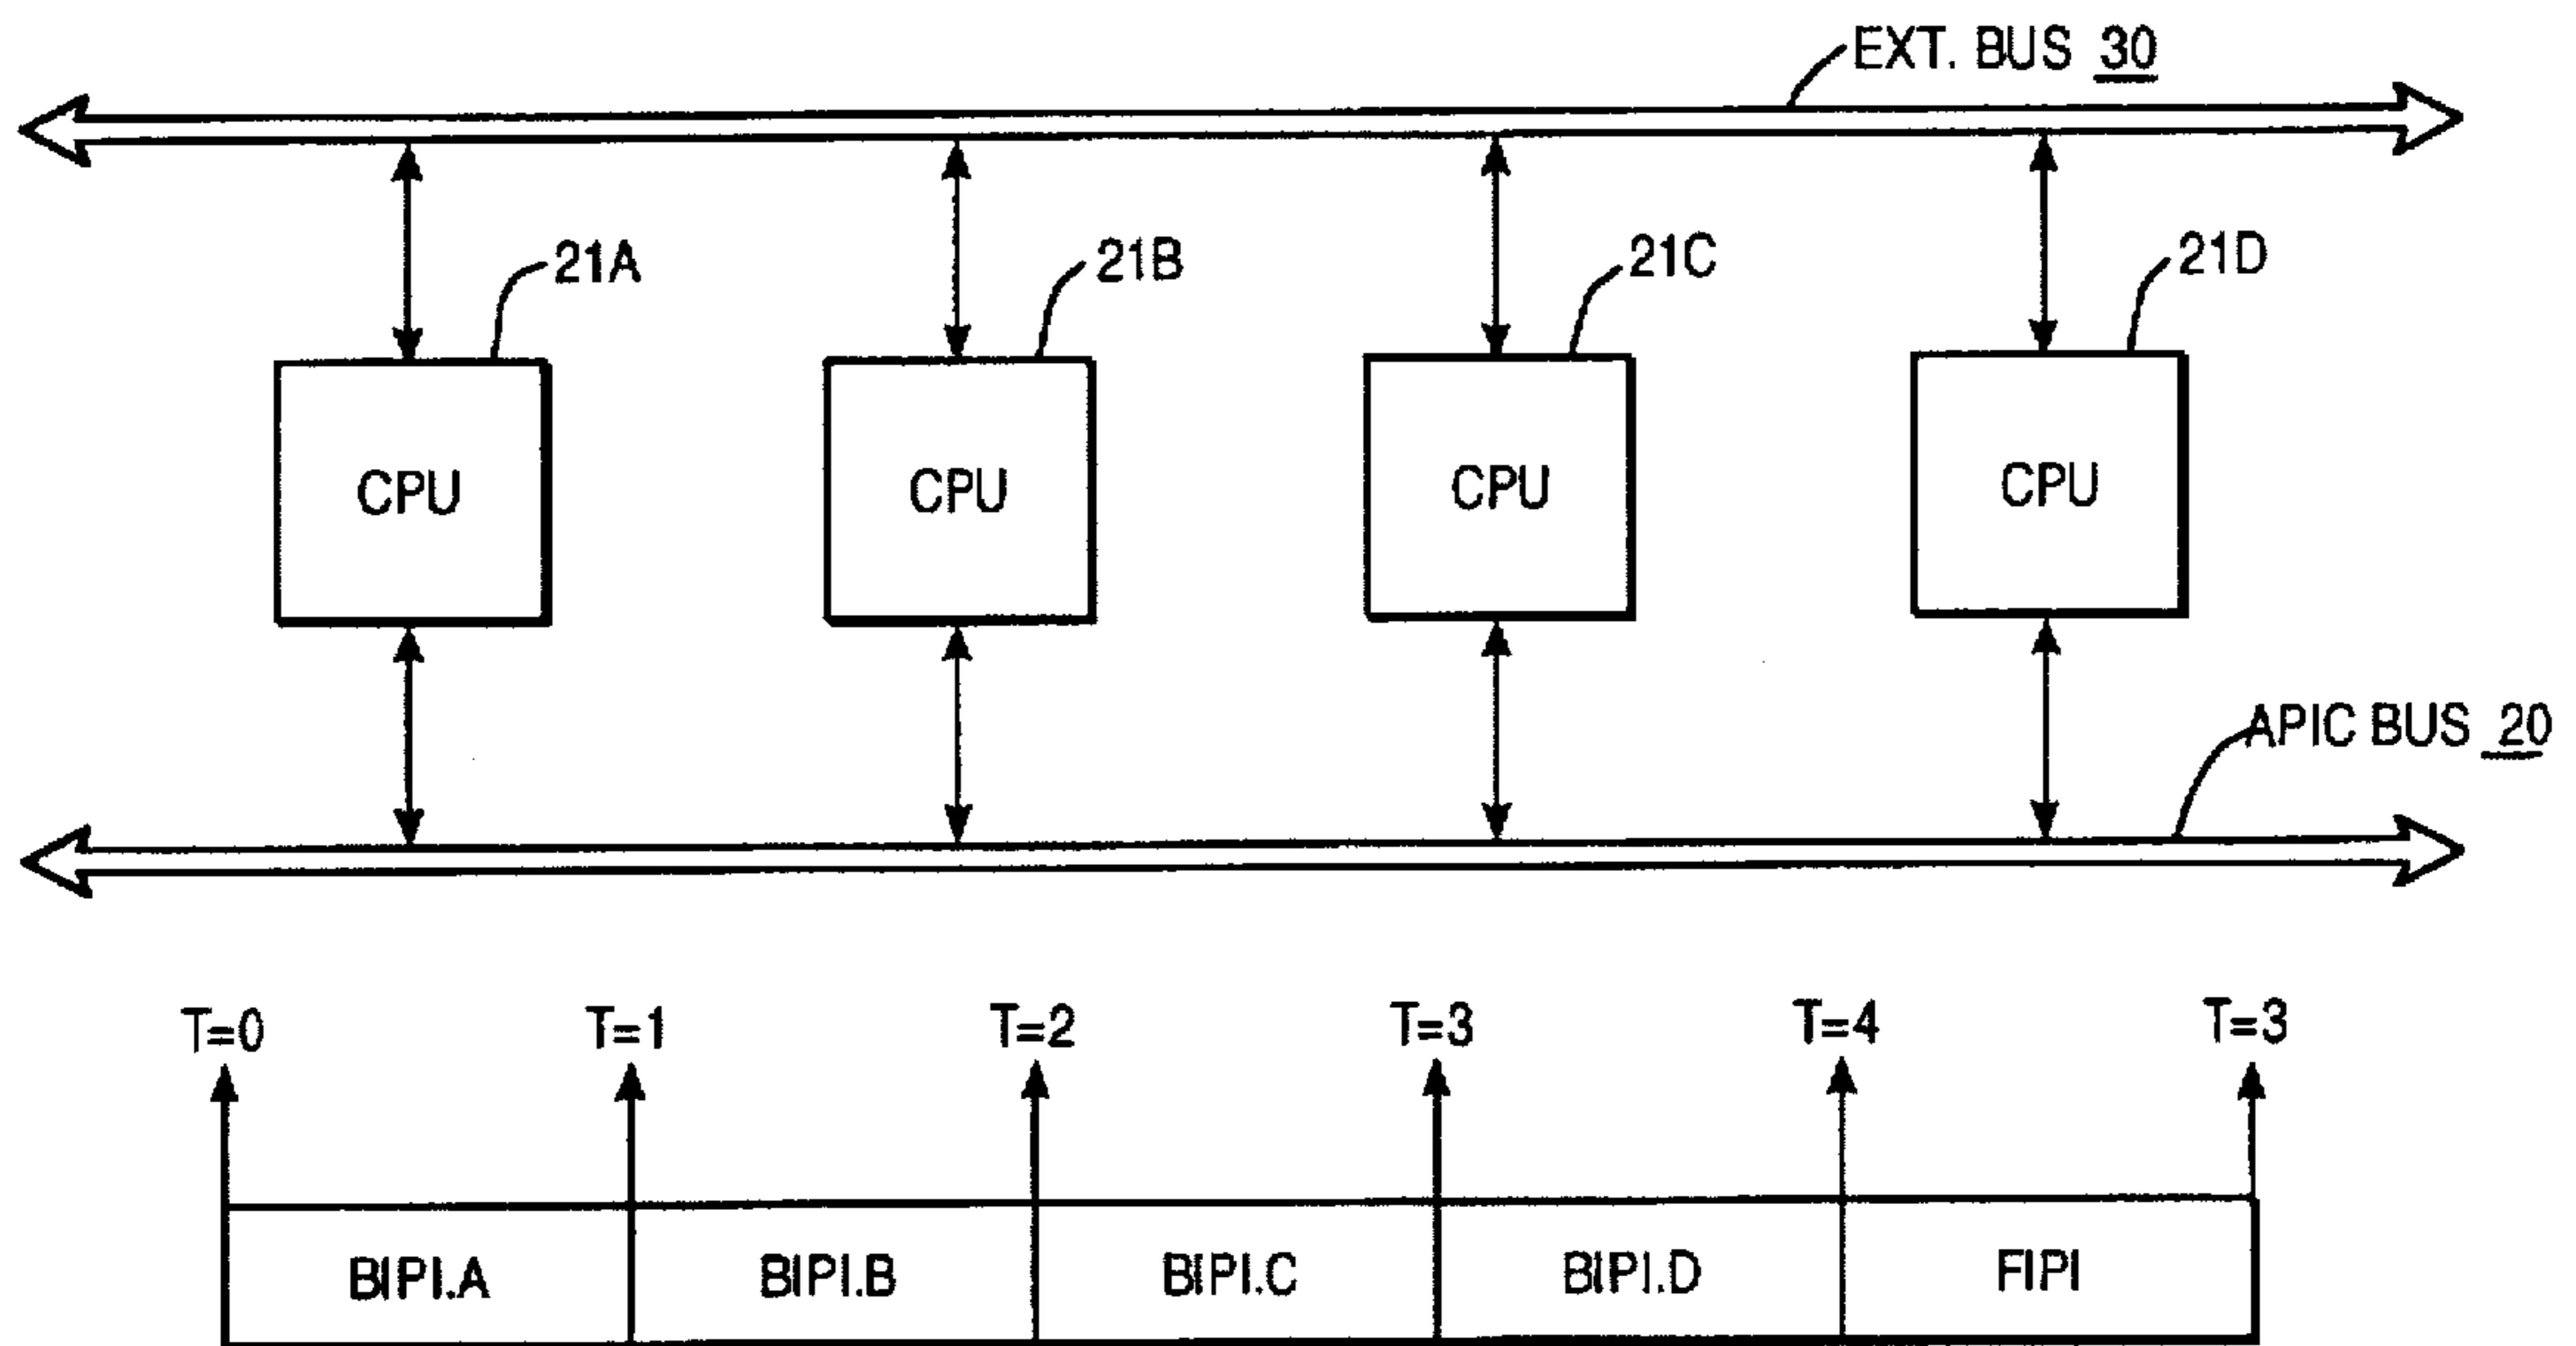 EXT. BUS 30
21A
21B
21C
21D
CPU
CPU
CPU
CPU
APIC BUS 20
T=0
T=1
T=2
T=3
T=4
T=3
BIPI.A
BIPI.B
BIPI.C
BIPI.D
FIPI